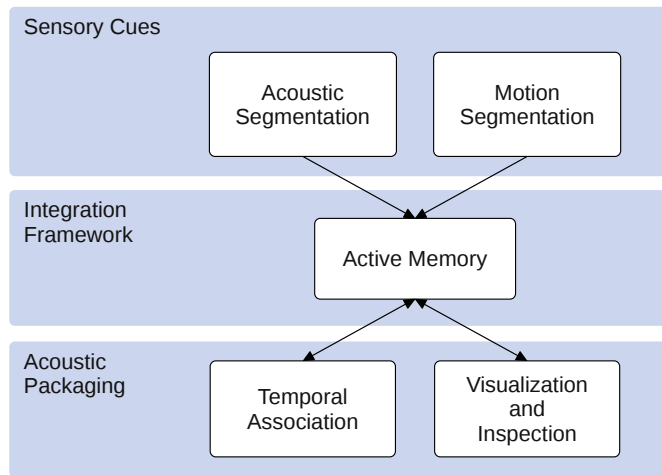 Sensory Cues
Acoustic
Segmentation
Motion
Segmentation
Integration
Framework
Active Memory
Acoustic
Packaging
Temporal
Association
Visualization
and
Inspection